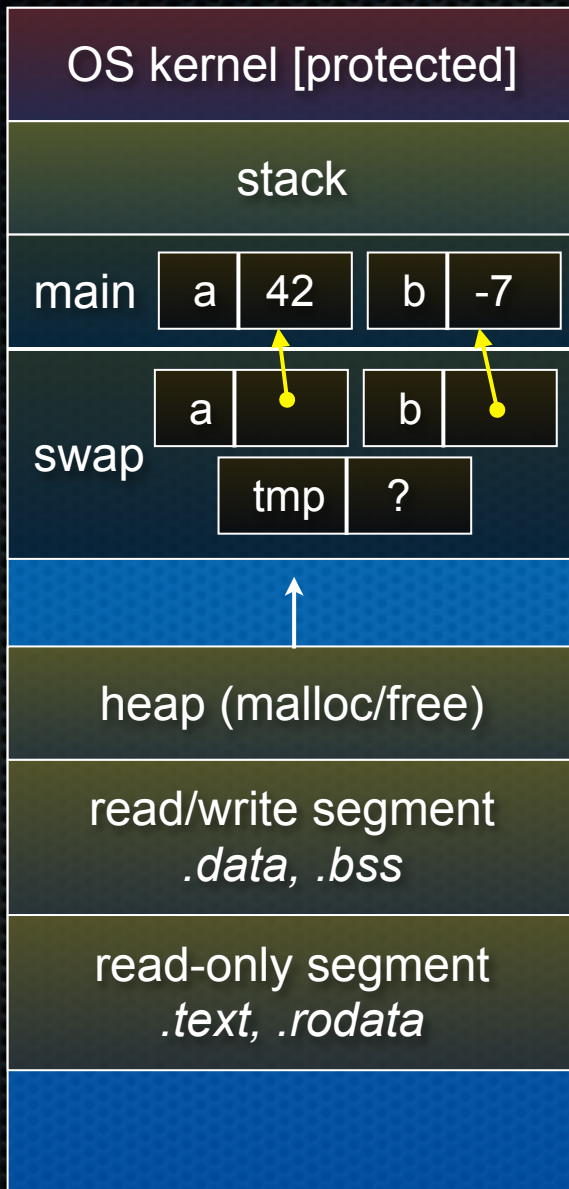 OS kernel [protected]
stack
main a 42 b -7
a b
swap
tmp ?
heap (malloc/free)
read/write segment
.data, .bss
read-only segment
.text, .rodata